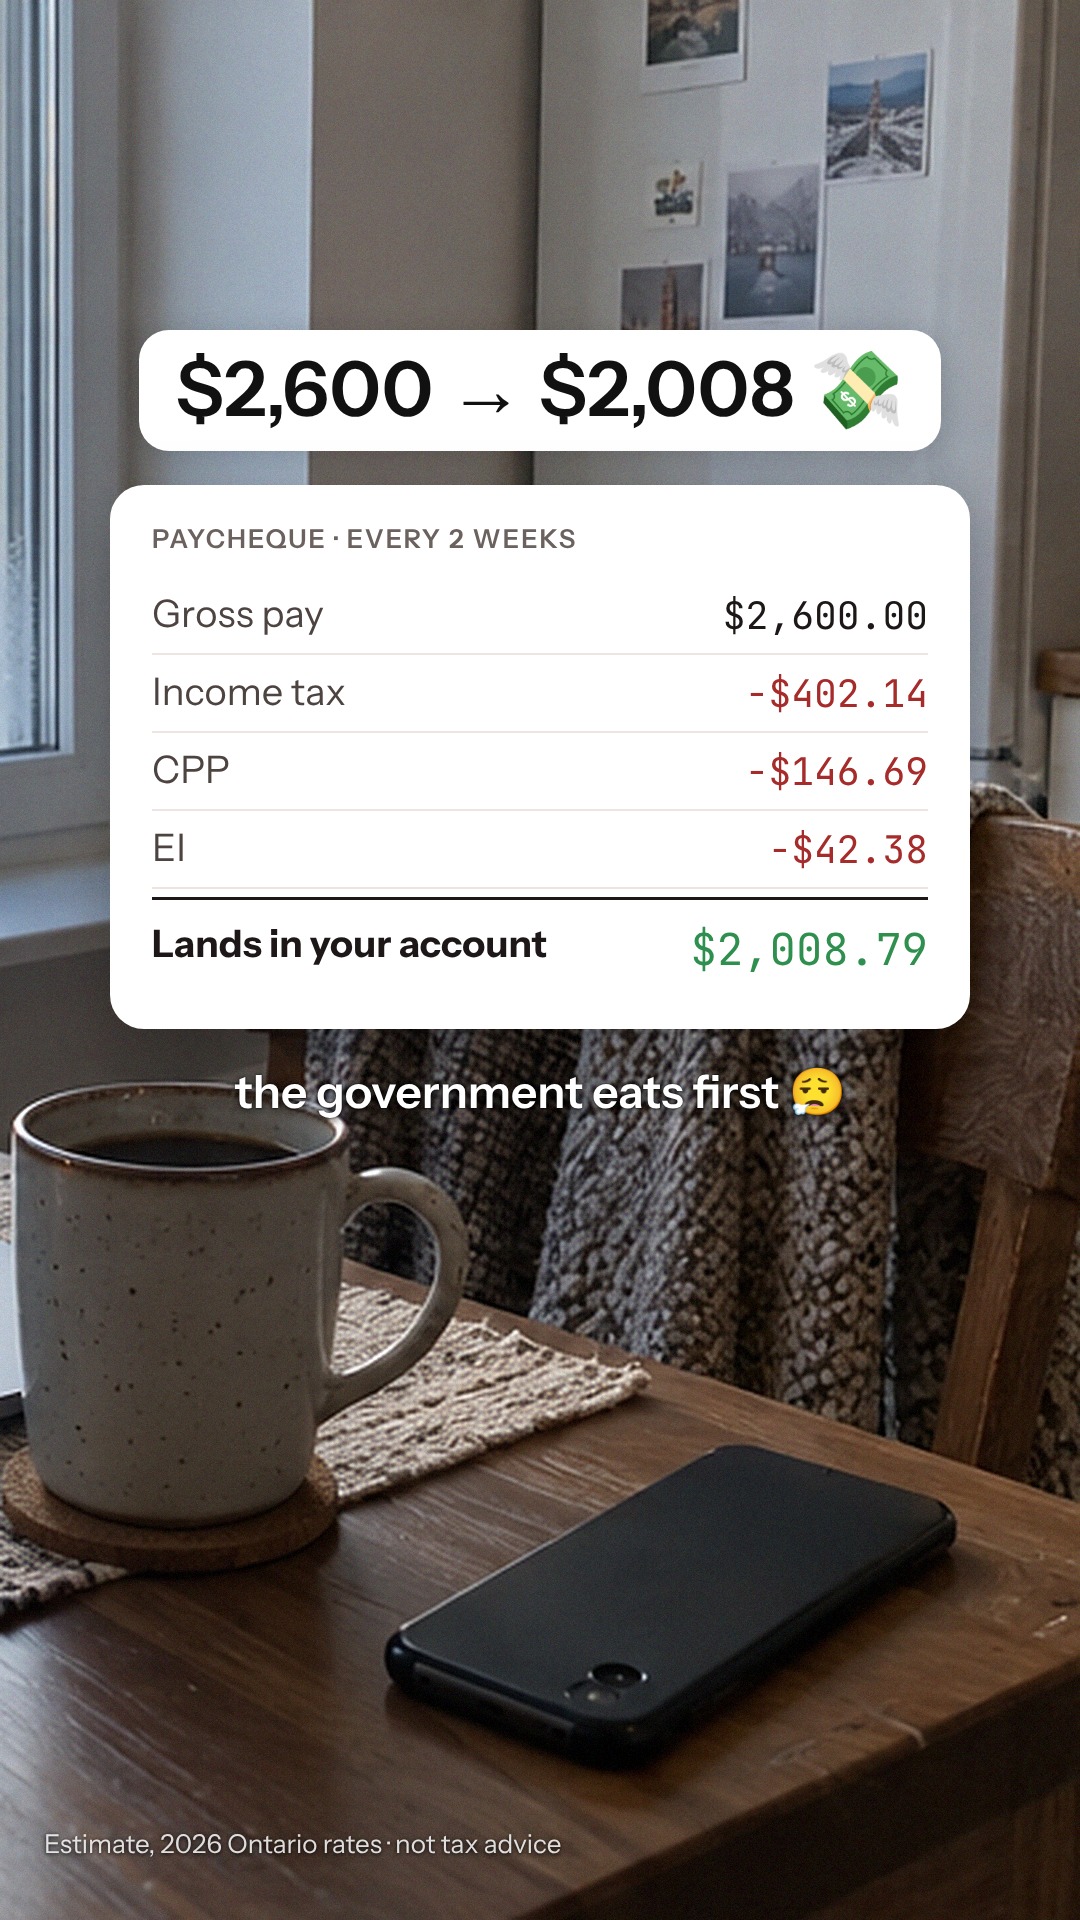 $2,600 → $2,008 💸
PAYCHEQUE · EVERY 2 WEEKS
Gross pay $2,600.00
Income tax -$402.14
CPP -$146.69
EI -$42.38
Lands in your account $2,008.79
the government eats first 😮‍💨
Estimate, 2026 Ontario rates · not tax advice